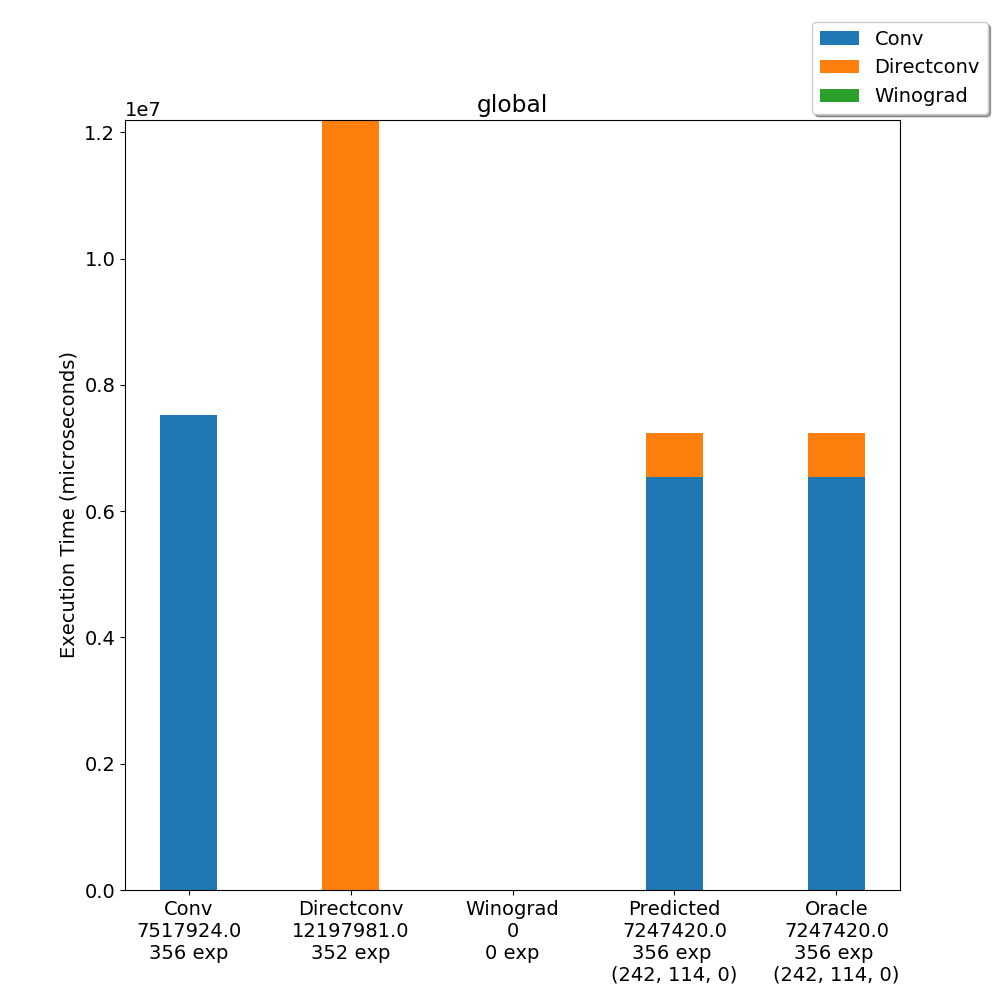 Conv
Directconv
Winograd
global
1e7
Execution Time (microseconds)
1.2
1.0
0.8
0.6
0.4
0.2
0.0
Conv
7517924.0
356 exp
Directconv
12197981.0
352 exp
Winograd
0
0 exp
Predicted
7247420.0
356 exp
(242, 114, 0)
Oracle
7247420.0
356 exp
(242, 114, 0)